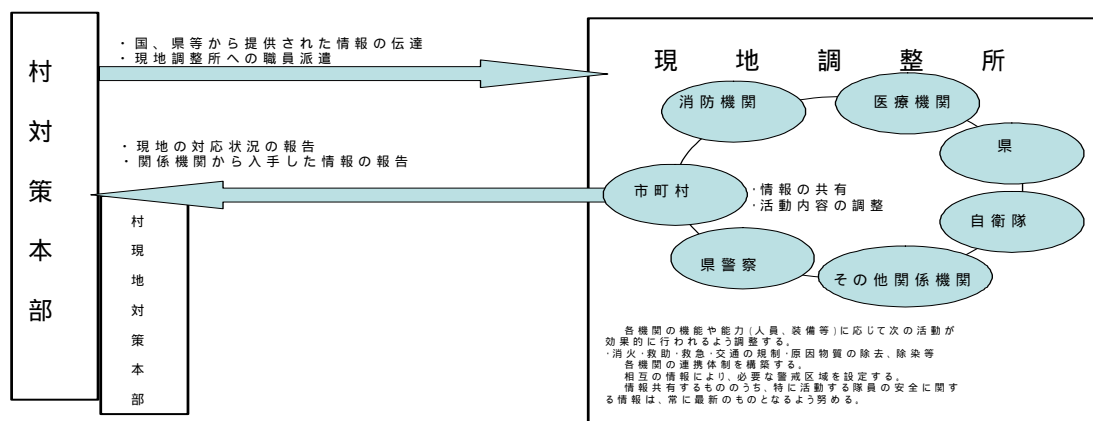 村対策本部
・国、県等から提供された情報の伝達
・現地調整所への職員派遣
・現地の対応状況の報告
・関係機関から入手した情報の報告
村現地対策本部
現地調整所
消防機関
医療機関
県
市町村
・情報の共有
・活動内容の調整
自衛隊
県警察
その他関係機関
各機関の機能や能力(人員、装備等)に応じて次の活動が
効果的に行われるよう調整する。
・消火・救助・救急・交通の規制・原因物質の除去、除染等
各機関の連携体制を構築する。
相互の情報により、必要な警戒区域を設定する。
情報共有するもののうち、特に活動する隊員の安全に関す
る情報は、常に最新のものとなるよう努める。